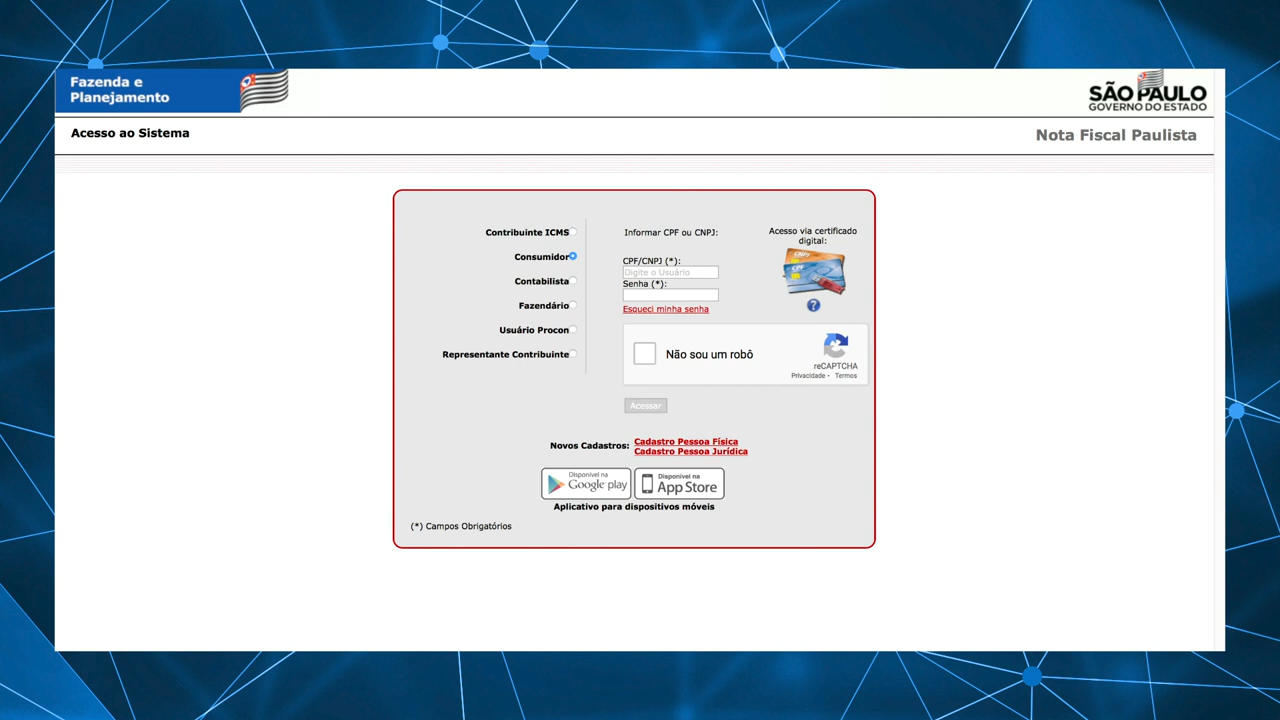 Fazenda e
Planejamento
SÃO PAULO
GOVERNO DO ESTADO
Acesso ao Sistema
Nota Fiscal Paulista
Contribuinte ICMS
Consumidor
Contabilista
Fazendário
Usuário Procon
Representante Contribuinte
Informar CPF ou CNPJ:
CPF/CNPJ (*):
Digite o Usuário
Senha (*):
Esqueci minha senha
Acesso via certificado
digital:
CNPJ
CPF
?
Não sou um robô
reCAPTCHA
Privacidade - Termos
Acessar
Novos Cadastros:
Cadastro Pessoa Física
Cadastro Pessoa Jurídica
Disponível na
Google play
Disponível na
App Store
Aplicativo para dispositivos móveis
(*) Campos Obrigatórios